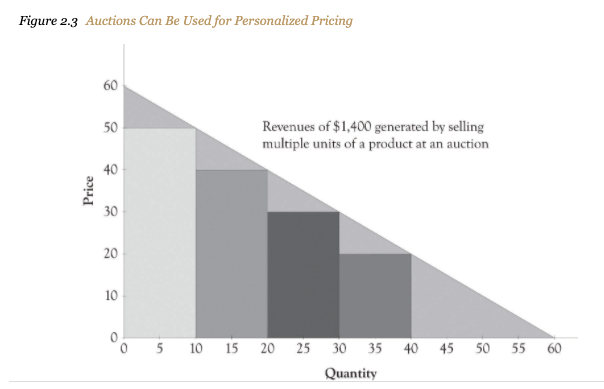 Figure 2.3 Auctions Can Be Used for Personalized Pricing
60
50
40
30
20
10
0
Price
Revenues of $1,400 generated by selling
multiple units of a product at an auction
0 5 10 15 20 25 30 35 40 45 50 55 60
Quantity